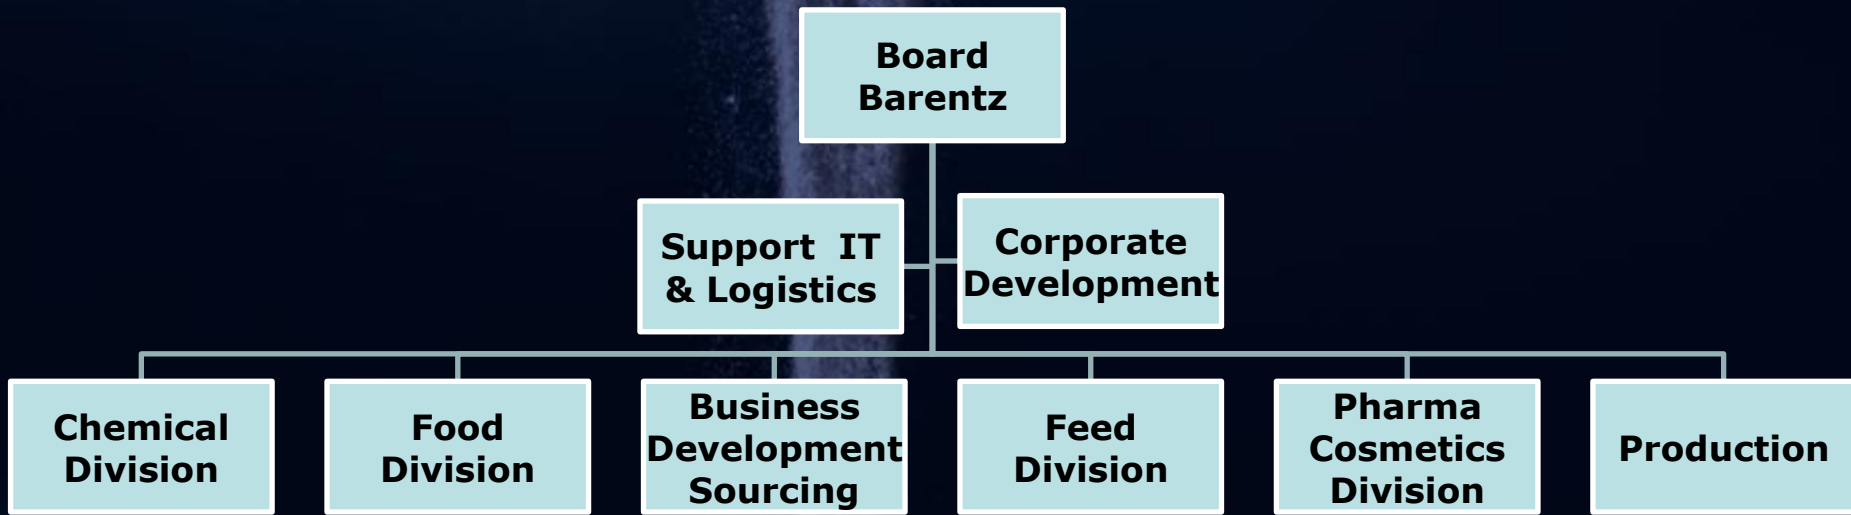 Board
Barentz
Support IT
& Logistics
Corporate
Development
Chemical
Division
Food
Division
Business
Development
Sourcing
Feed
Division
Pharma
Cosmetics
Division
Production